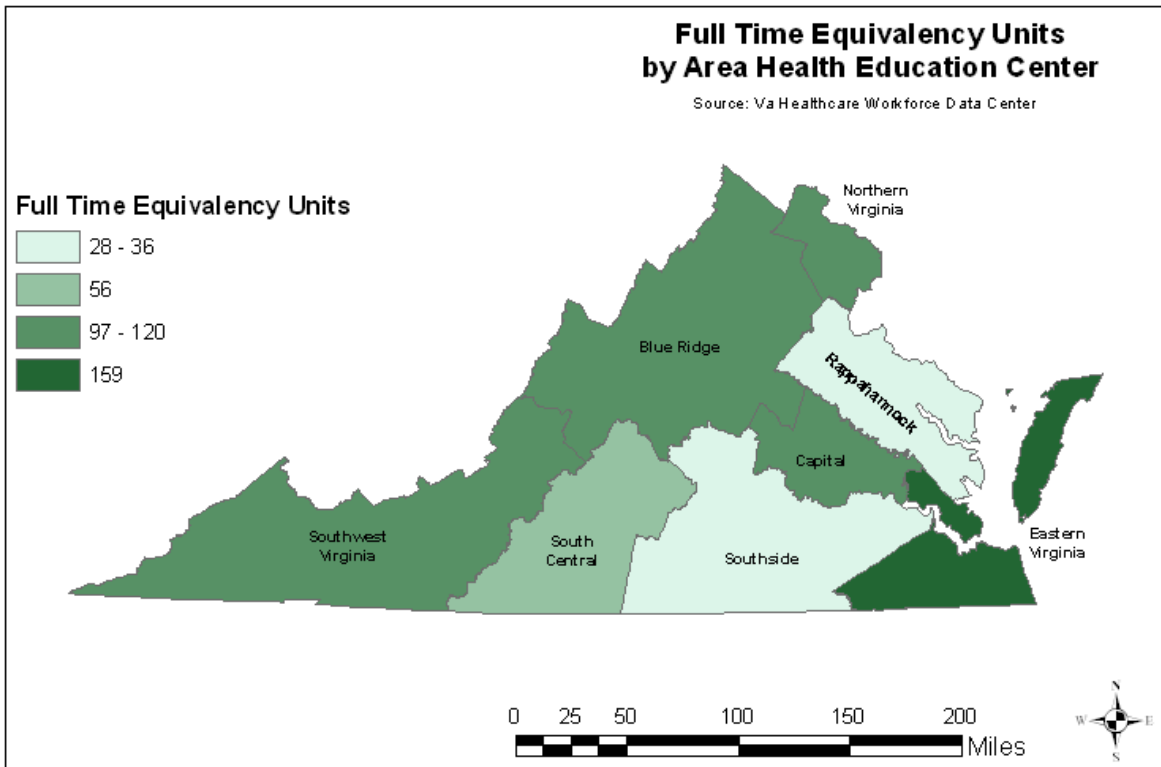 Full Time Equivalency Units
by Area Health Education Center
Source: Va Healthcare Workforce Data Center
Full Time Equivalency Units
28 - 36
56
97 - 120
159
Northern
Virginia
Blue Ridge
Rappahannock
Capital
Southwest
Virginia
South
Central
Southside
Eastern
Virginia
0 25 50 100 150 200
Miles
N
W E
S